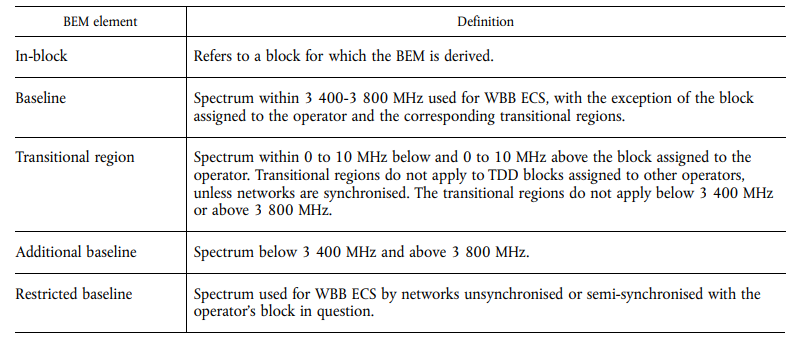 BEM element
Definition
In-block
Refers to a block for which the BEM is derived.
Baseline
Spectrum within 3 400-3 800 MHz used for WBB ECS, with the exception of the block
assigned to the operator and the corresponding transitional regions.
Transitional region
Spectrum within 0 to 10 MHz below and 0 to 10 MHz above the block assigned to the
operator. Transitional regions do not apply to TDD blocks assigned to other operators,
unless networks are synchronised. The transitional regions do not apply below 3 400 MHz
or above 3 800 MHz.
Additional baseline
Spectrum below 3 400 MHz and above 3 800 MHz.
Restricted baseline
Spectrum used for WBB ECS by networks unsynchronised or semi-synchronised with the
operator's block in question.